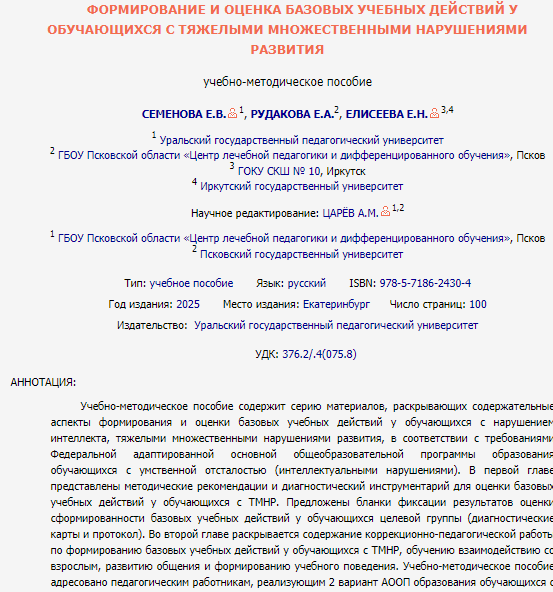 ФОРМИРОВАНИЕ И ОЦЕНКА БАЗОВЫХ УЧЕБНЫХ ДЕЙСТВИЙ У
ОБУЧАЮЩИХСЯ С ТЯЖЕЛЫМИ МНОЖЕСТВЕННЫМИ НАРУШЕНИЯМИ
РАЗВИТИЯ
учебно-методическое пособие
СЕМЕНОВА Е.В. 1, РУДАКОВА Е.А.2, ЕЛИСЕЕВА Е.Н. 3,4
1 Уральский государственный педагогический университет
2 ГБОУ Псковской области «Центр лечебной педагогики и дифференцированного обучения», Псков
3 ГОКУ СКШ № 10, Иркутск
4 Иркутский государственный университет
Научное редактирование: ЦАРЁВ А.М. 1,2
1 ГБОУ Псковской области «Центр лечебной педагогики и дифференцированного обучения», Псков
2 Псковский государственный университет
Тип: учебное пособие Язык: русский ISBN: 978-5-7186-2430-4
Год издания: 2025 Место издания: Екатеринбург Число страниц: 100
Издательство: Уральский государственный педагогический университет
УДК: 376.2/.4(075.8)
АННОТАЦИЯ:
Учебно-методическое пособие содержит серию материалов, раскрывающих содержательные
аспекты формирования и оценки базовых учебных действий у обучающихся с нарушением
интеллекта, тяжелыми множественными нарушениями развития, в соответствии с требованиями
Федеральной адаптированной основной общеобразовательной программы образования
обучающихся с умственной отсталостью (интеллектуальными нарушениями). В первой главе
представлены методические рекомендации и диагностический инструментарий для оценки базовых
учебных действий у обучающихся с ТМНР. Предложены бланки фиксации результатов оценки
сформированности базовых учебных действий у обучающихся целевой группы (диагностические
карты и протокол). Во второй главе раскрывается содержание коррекционно-педагогической работы
по формированию базовых учебных действий у обучающихся с ТМНР, обучению взаимодействию со
взрослым, развитию общения и формированию учебного поведения. Учебно-методическое пособие
адресовано педагогическим работникам, реализующим 2 вариант АООП образования обучающихся с